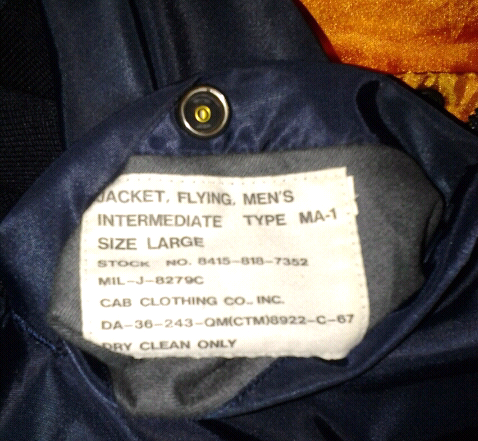 JACKET, FLYING, MEN'S
INTERMEDIATE TYPE MA-1
SIZE LARGE
STOCK NO. 8415-818-7352
MIL-J-8279C
CAB CLOTHING CO., INC.
DA-36-243-QM(CTM)8922-C-67
DRY CLEAN ONLY